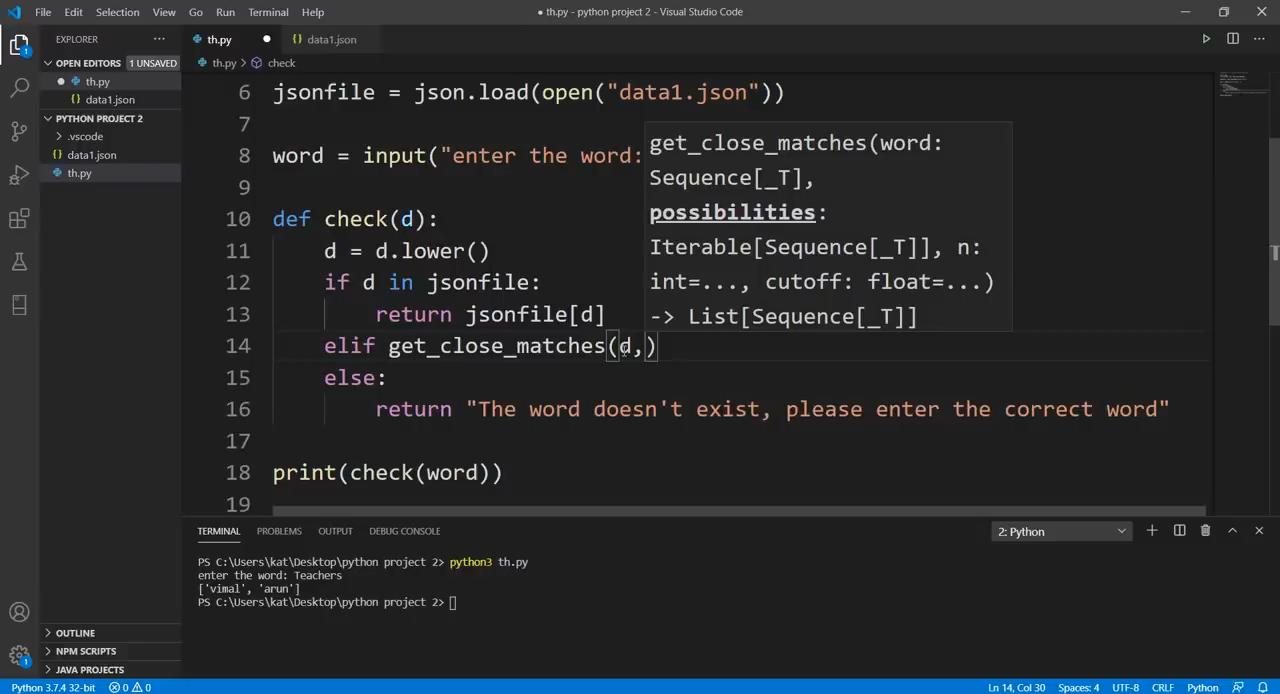 File Edit Selection View Go Run Terminal Help
● th.py - python project 2 - Visual Studio Code
EXPLORER ···
OPEN EDITORS 1 UNSAVED
● th.py
{} data1.json
PYTHON PROJECT 2
> .vscode
{} data1.json
th.py
OUTLINE
NPM SCRIPTS
JAVA PROJECTS
1
1
th.py ●
{} data1.json
th.py > check
6 jsonfile = json.load(open("data1.json"))
7
8 word = input("enter the word:
9
10 def check(d):
11 d = d.lower()
12 if d in jsonfile:
13 return jsonfile[d]
14 elif get_close_matches(d,)
15 else:
16 return "The word doesn't exist, please enter the correct word"
17
18 print(check(word))
19
get_close_matches(word:
Sequence[_T],
possibilities:
Iterable[Sequence[_T]], n:
int=..., cutoff: float=...)
-> List[Sequence[_T]]
TERMINAL PROBLEMS OUTPUT DEBUG CONSOLE
2: Python
PS C:\Users\kat\Desktop\python project 2> python3 th.py
enter the word: Teachers
['vimal', 'arun']
PS C:\Users\kat\Desktop\python project 2>
Python 3.7.4 32-bit 0 0
Ln 14, Col 30 Spaces: 4 UTF-8 CRLF Python